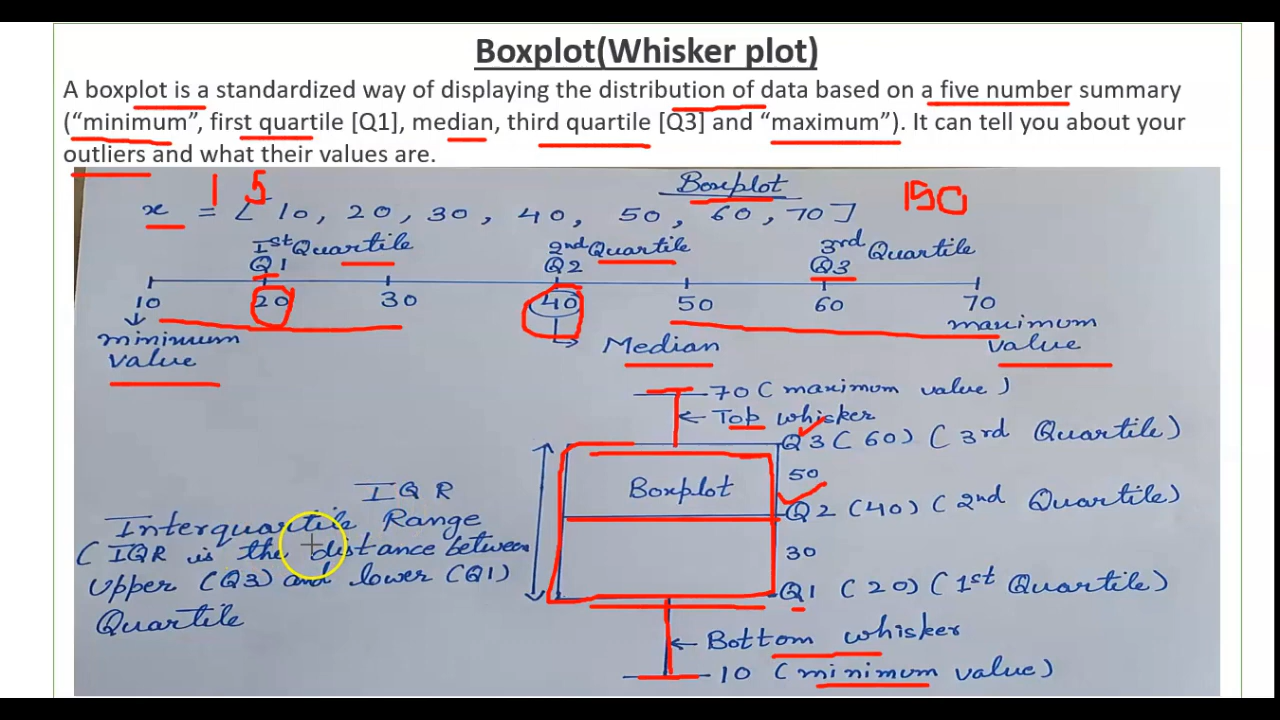 Boxplot(Whisker plot)
A boxplot is a standardized way of displaying the distribution of data based on a five number summary
(“minimum”, first quartile [Q1], median, third quartile [Q3] and “maximum”). It can tell you about your
outliers and what their values are.
1 5 Boxplot 150
x = [ 10, 20, 30, 40, 50, 60, 70]
1st Quartile 2nd Quartile 3rd Quartile
Q1 Q2 Q3
10 20 30 40 50 60 70
minimum value
Median
maximum value
70 ( maximum value )
← Top whisker
Q3 ( 60) ( 3rd Quartile)
50
Boxplot
Q2 (40) (2nd Quartile)
30
Q1 (20) (1st Quartile)
← Bottom whisker
10 (minimum value)
IQR
Interquartile Range
( IQR is the distance between
Upper (Q3) and lower (Q1)
Quartile